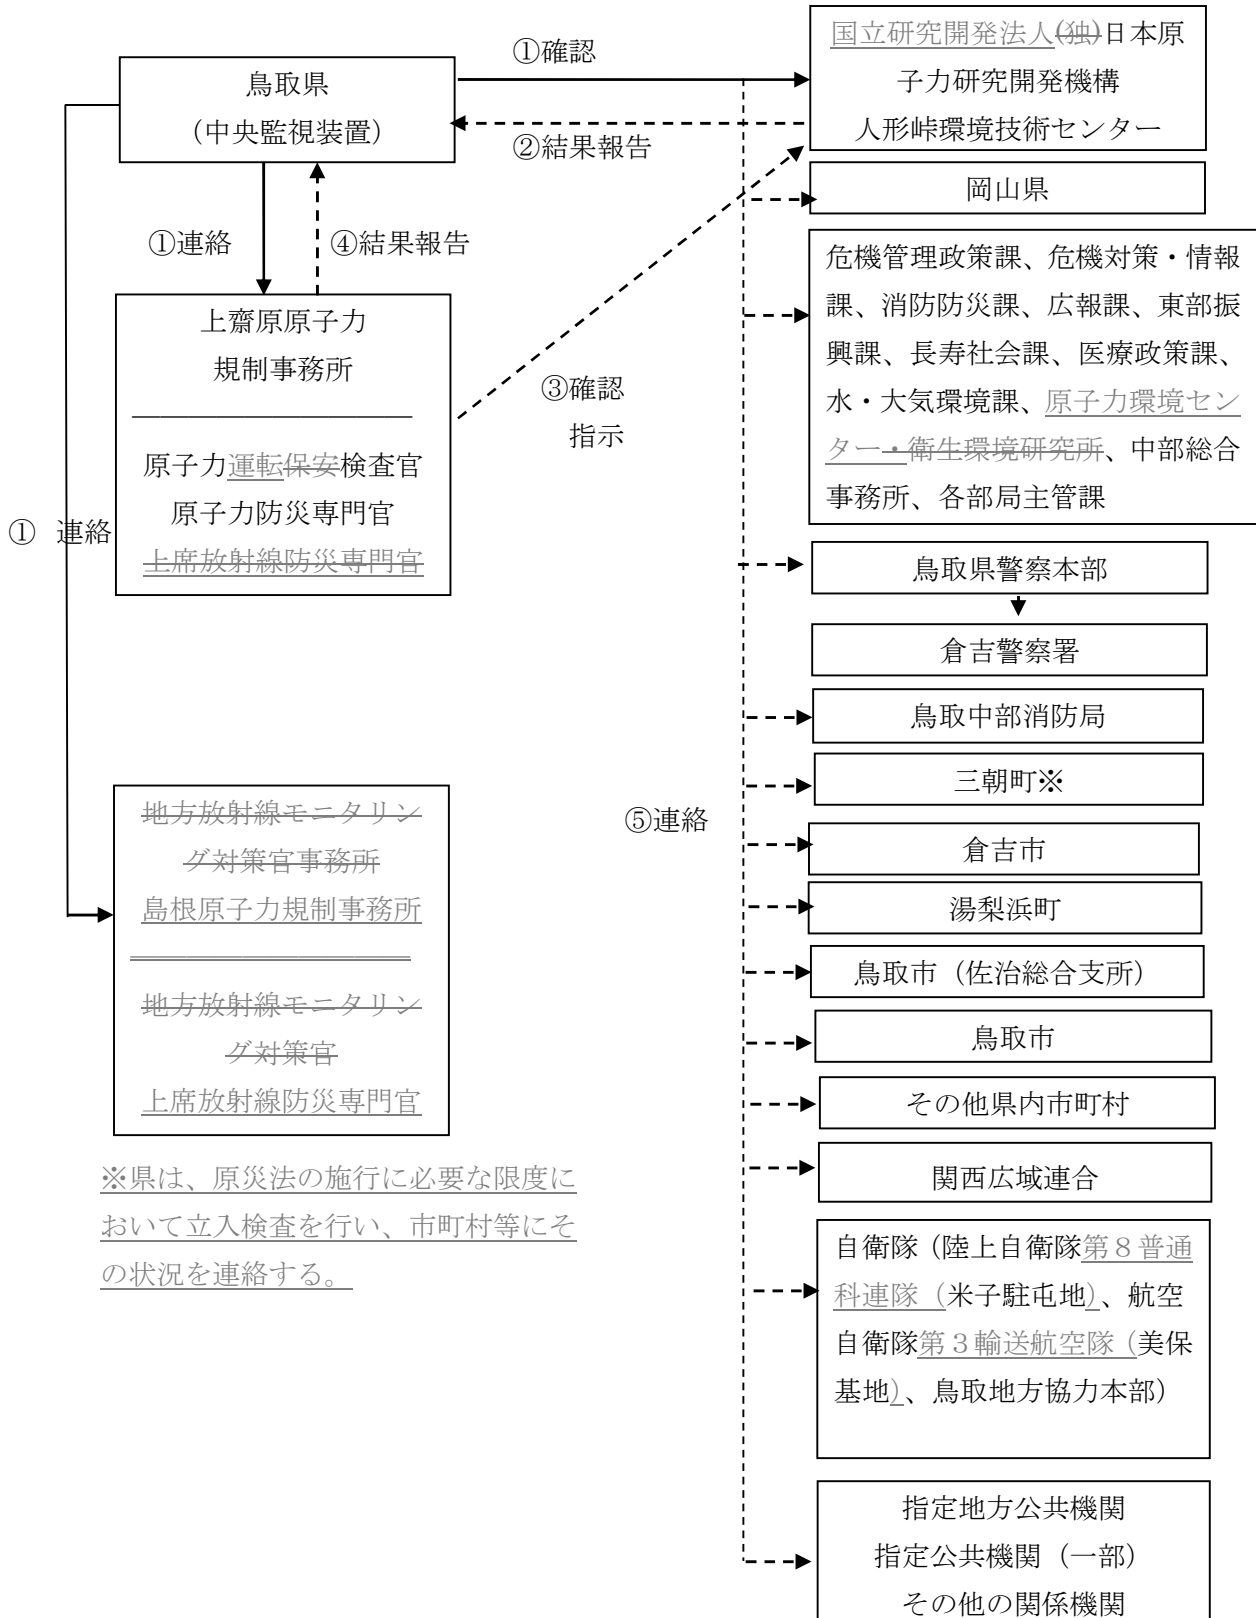 鳥取県
（中央監視装置）
①確認
②結果報告
国立研究開発法人(独)日本原
子力研究開発機構
人形峠環境技術センター
岡山県
①連絡
④結果報告
上齋原原子力
規制事務所
原子力運転保安検査官
原子力防災専門官
上席放射線防災専門官
③確認
指示
① 連絡
危機管理政策課、危機対策・情報
課、消防防災課、広報課、東部振
興課、長寿社会課、医療政策課、
水・大気環境課、原子力環境セン
ター・衛生環境研究所、中部総合
事務所、各部局主管課
鳥取県警察本部
倉吉警察署
鳥取中部消防局
三朝町※
⑤連絡
倉吉市
湯梨浜町
鳥取市（佐治総合支所）
鳥取市
その他県内市町村
関西広域連合
自衛隊（陸上自衛隊第８普通
科連隊（米子駐屯地）、航空
自衛隊第３輸送航空隊（美保
基地）、鳥取地方協力本部）
指定地方公共機関
指定公共機関（一部）
その他の関係機関
地方放射線モニタリン
グ対策官事務所
島根原子力規制事務所
地方放射線モニタリン
グ対策官
上席放射線防災専門官
※県は、原災法の施行に必要な限度に
おいて立入検査を行い、市町村等にそ
の状況を連絡する。